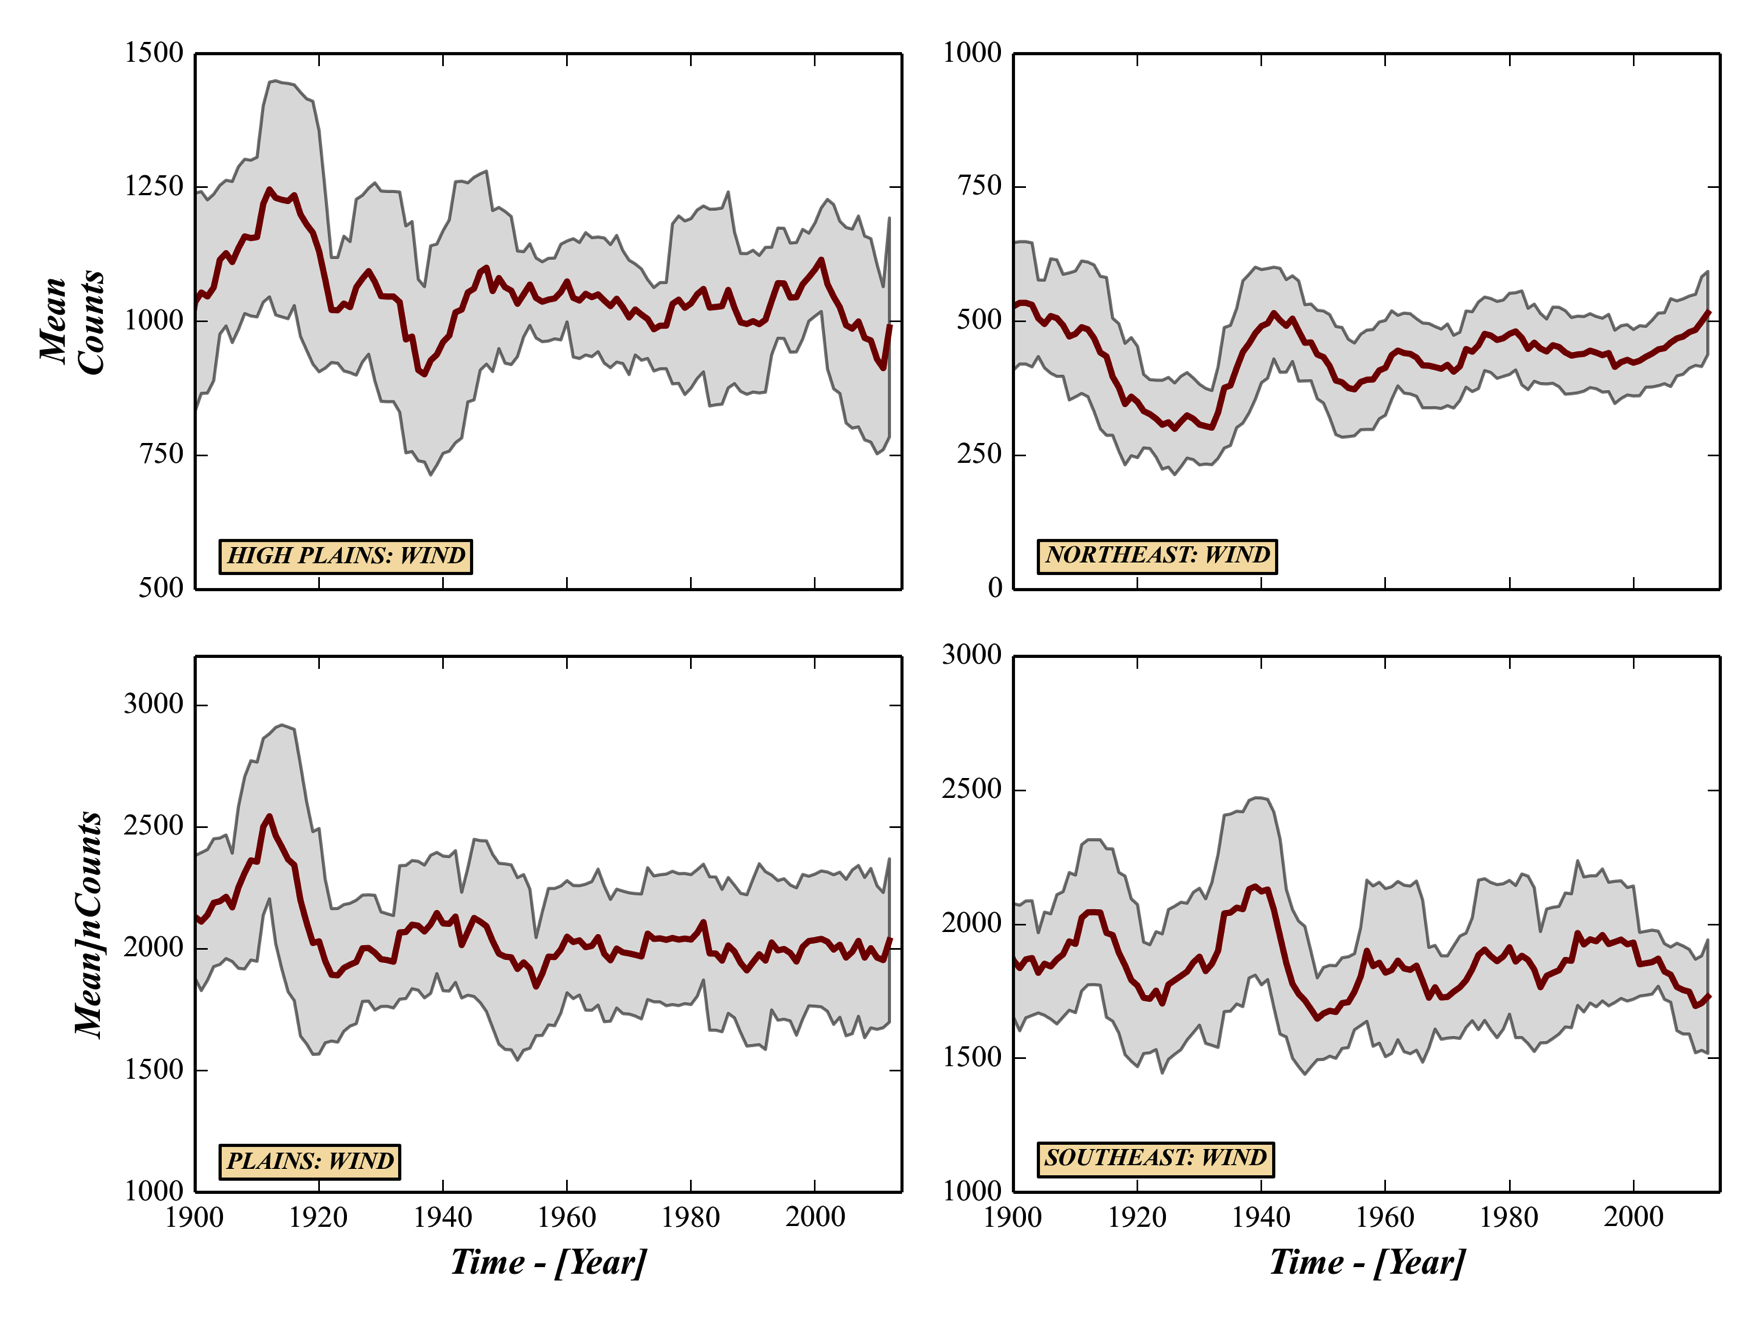 1500
1250
1000
750
500
Mean
Counts
HIGH PLAINS: WIND
1000
750
500
250
0
NORTHEAST: WIND
3000
2500
2000
1500
1000
Mean]nCounts
PLAINS: WIND
1900 1920 1940 1960 1980 2000
Time - [Year]
3000
2500
2000
1500
1000
SOUTHEAST: WIND
1900 1920 1940 1960 1980 2000
Time - [Year]